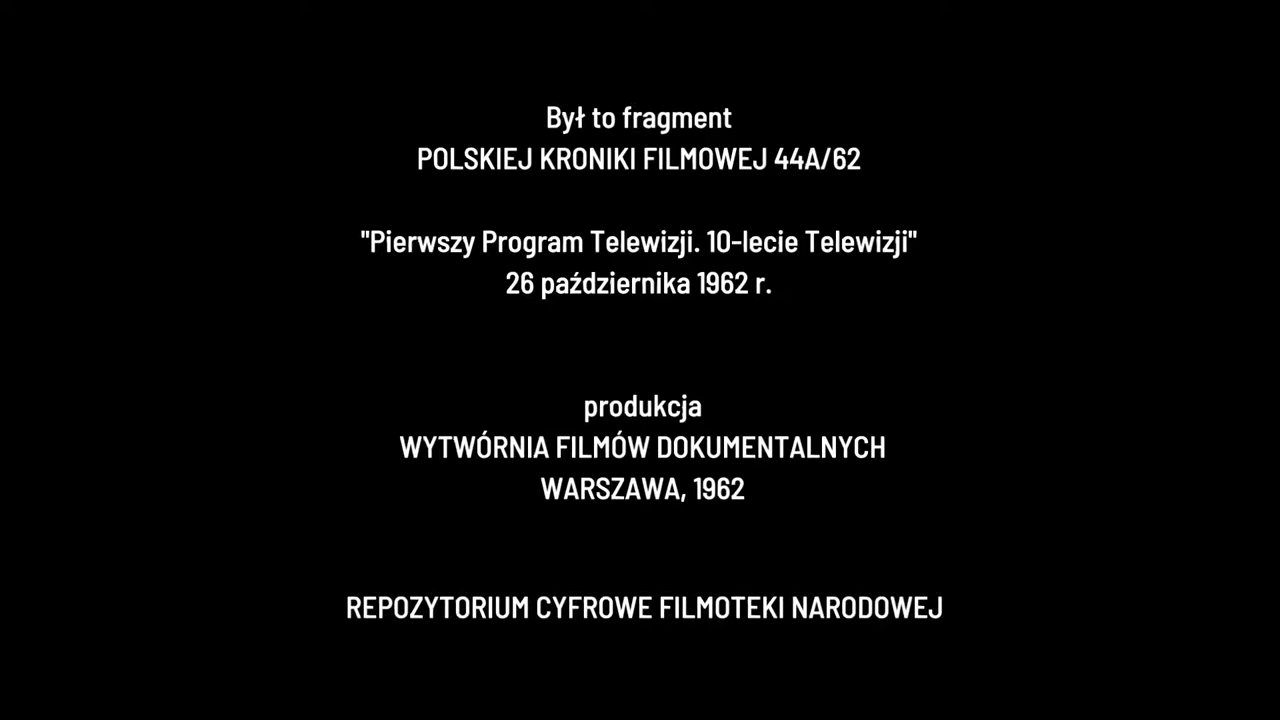 Był to fragment
POLSKIEJ KRONIKI FILMOWEJ 44A/62
"Pierwszy Program Telewizji. 10-lecie Telewizji"
26 października 1962 r.
produkcja
WYTWÓRNIA FILMÓW DOKUMENTALNYCH
WARSZAWA, 1962
REPOZYTORIUM CYFROWE FILMOTEKI NARODOWEJ